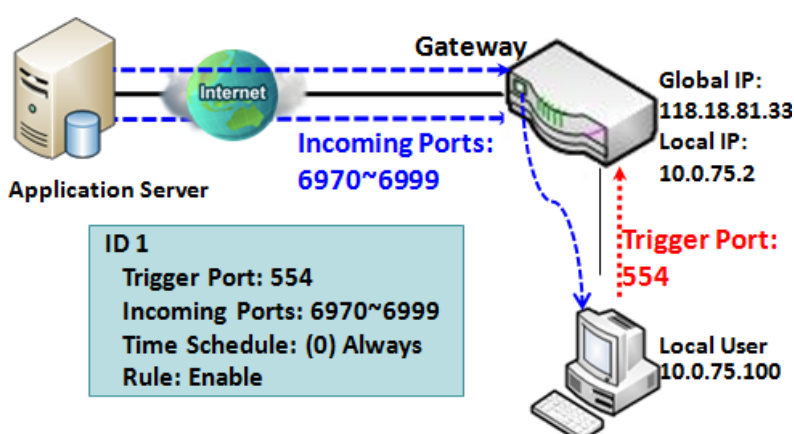 Gateway
Internet
Global IP:
118.18.81.33
Local IP:
10.0.75.2
Incoming Ports:
6970~6999
Application Server
ID 1
Trigger Port: 554
Incoming Ports: 6970~6999
Time Schedule: (0) Always
Rule: Enable
Trigger Port:
554
Local User
10.0.75.100